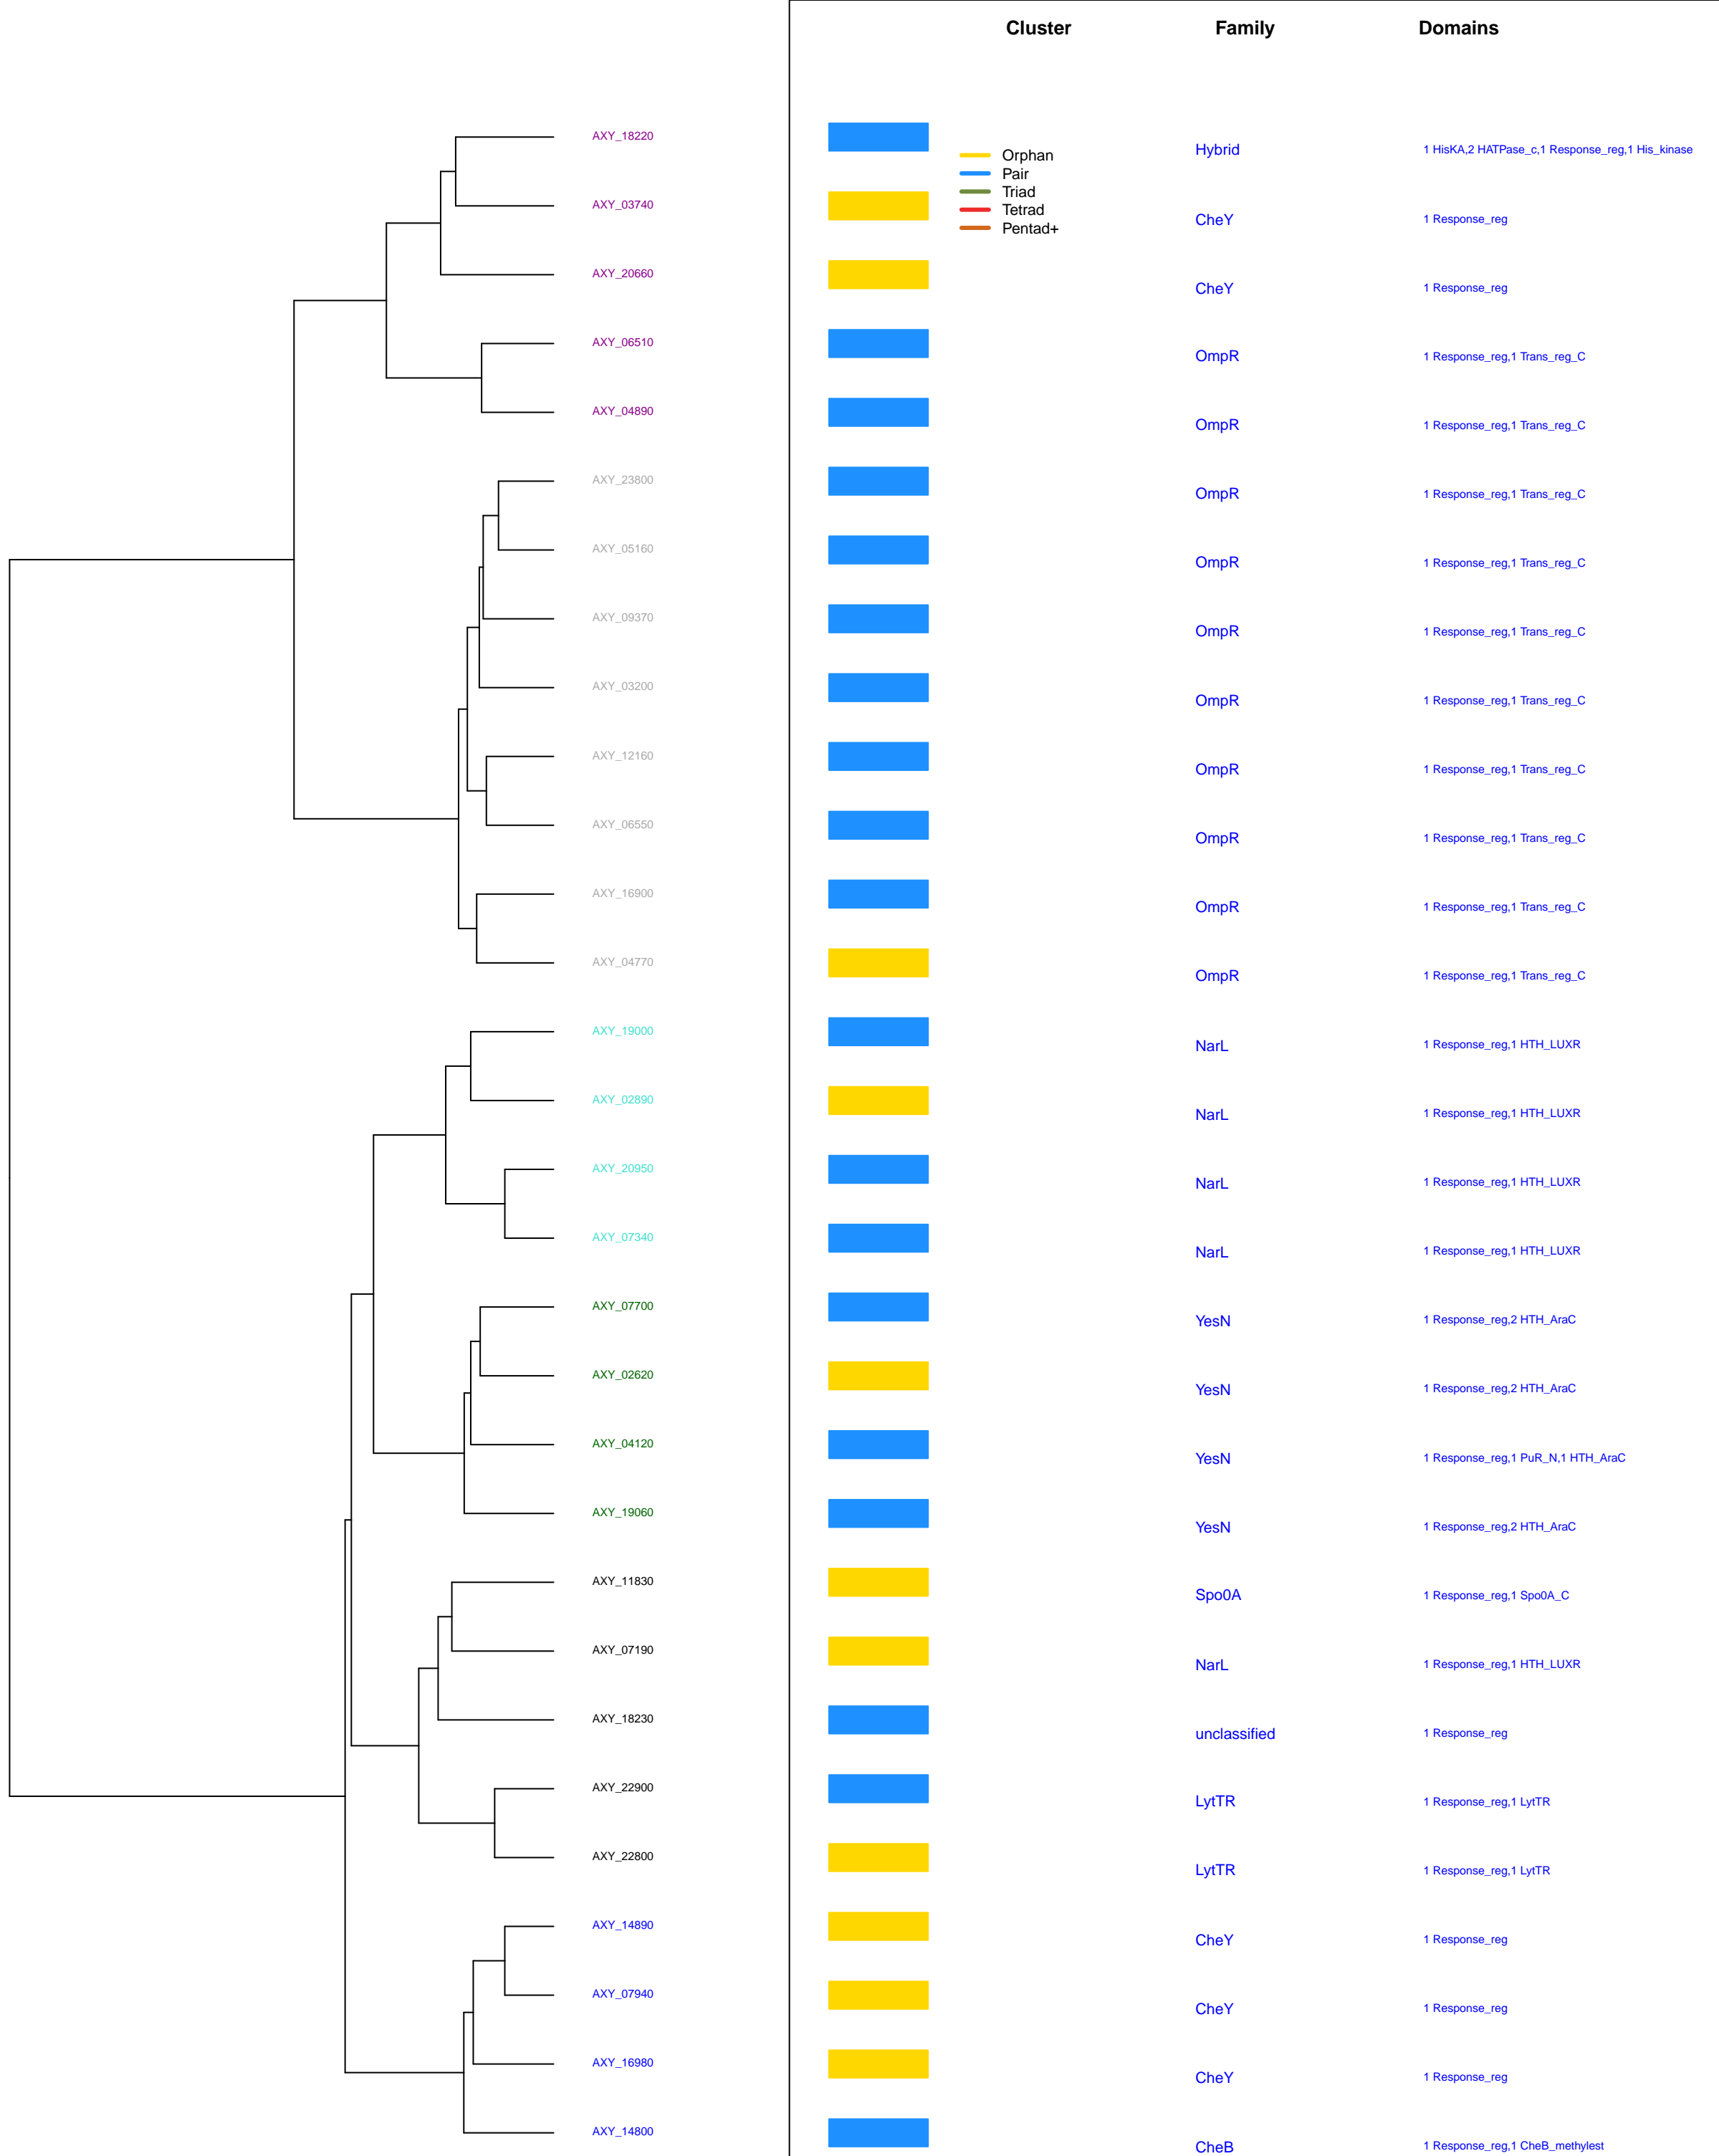 Cluster Family Domains
AXY_18220 Hybrid 1 HisKA,2 HATPase_c,1 Response_reg,1 His_kinase
Orphan
Pair
Triad
Tetrad
Pentad+
AXY_03740 CheY 1 Response_reg
AXY_20660 CheY 1 Response_reg
AXY_06510 OmpR 1 Response_reg,1 Trans_reg_C
AXY_04890 OmpR 1 Response_reg,1 Trans_reg_C
AXY_23800 OmpR 1 Response_reg,1 Trans_reg_C
AXY_05160 OmpR 1 Response_reg,1 Trans_reg_C
AXY_09370 OmpR 1 Response_reg,1 Trans_reg_C
AXY_03200 OmpR 1 Response_reg,1 Trans_reg_C
AXY_12160 OmpR 1 Response_reg,1 Trans_reg_C
AXY_06550 OmpR 1 Response_reg,1 Trans_reg_C
AXY_16900 OmpR 1 Response_reg,1 Trans_reg_C
AXY_04770 OmpR 1 Response_reg,1 Trans_reg_C
AXY_19000 NarL 1 Response_reg,1 HTH_LUXR
AXY_02890 NarL 1 Response_reg,1 HTH_LUXR
AXY_20950 NarL 1 Response_reg,1 HTH_LUXR
AXY_07340 NarL 1 Response_reg,1 HTH_LUXR
AXY_07700 YesN 1 Response_reg,2 HTH_AraC
AXY_02620 YesN 1 Response_reg,2 HTH_AraC
AXY_04120 YesN 1 Response_reg,1 PuR_N,1 HTH_AraC
AXY_19060 YesN 1 Response_reg,2 HTH_AraC
AXY_11830 Spo0A 1 Response_reg,1 Spo0A_C
AXY_07190 NarL 1 Response_reg,1 HTH_LUXR
AXY_18230 unclassified 1 Response_reg
AXY_22900 LytTR 1 Response_reg,1 LytTR
AXY_22800 LytTR 1 Response_reg,1 LytTR
AXY_14890 CheY 1 Response_reg
AXY_07940 CheY 1 Response_reg
AXY_16980 CheY 1 Response_reg
AXY_14800 CheB 1 Response_reg,1 CheB_methylest